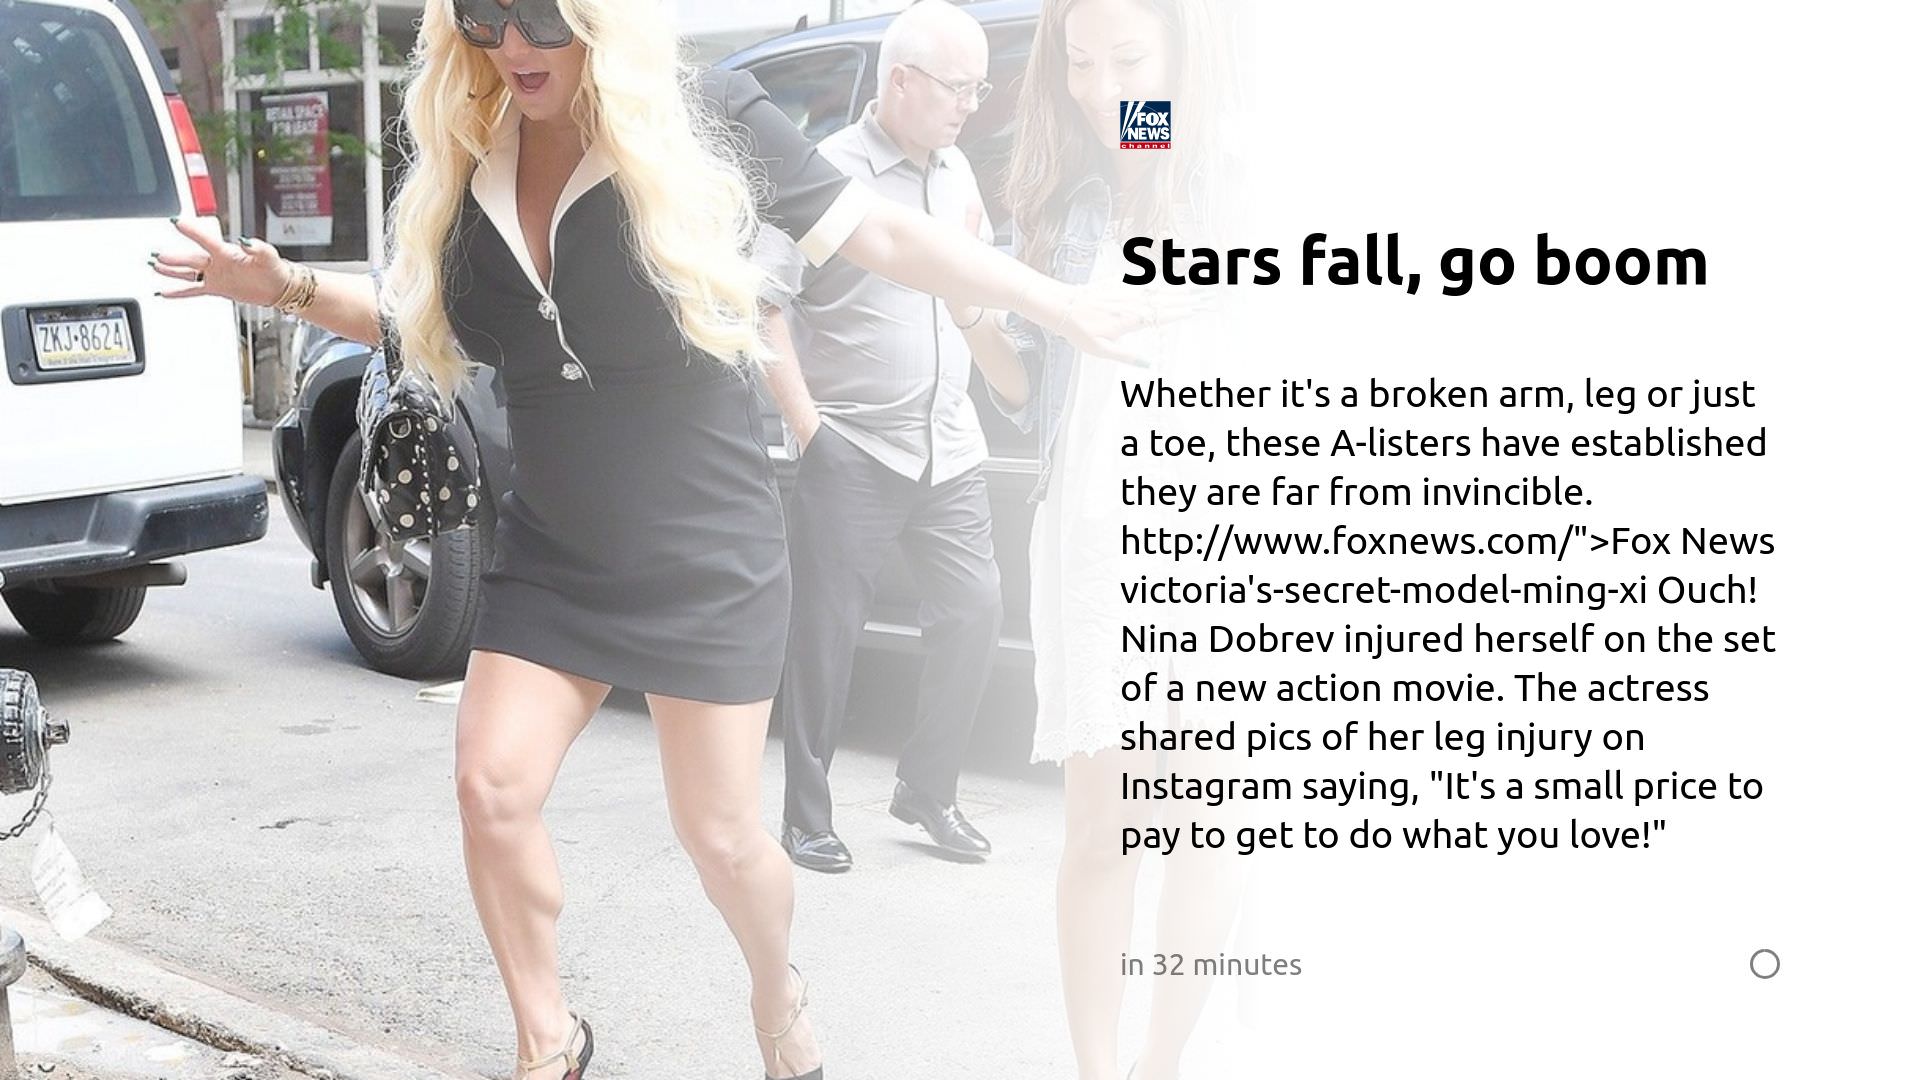 RETAIL SPACE
FOR LEASE
ZKJ·8624
FOX
NEWS
channel
Stars fall, go boom
Whether it's a broken arm, leg or just
a toe, these A-listers have established
they are far from invincible.
http://www.foxnews.com/">Fox News
victoria's-secret-model-ming-xi Ouch!
Nina Dobrev injured herself on the set
of a new action movie. The actress
shared pics of her leg injury on
Instagram saying, "It's a small price to
pay to get to do what you love!"
in 32 minutes